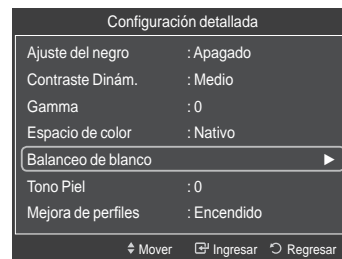 Configuración detallada
Ajuste del negro : Apagado
Contraste Dinám. : Medio
Gamma : 0
Espacio de color : Nativo
Balanceo de blanco
Tono Piel : 0
Mejora de perfiles : Encendido
Mover Ingresar Regresar